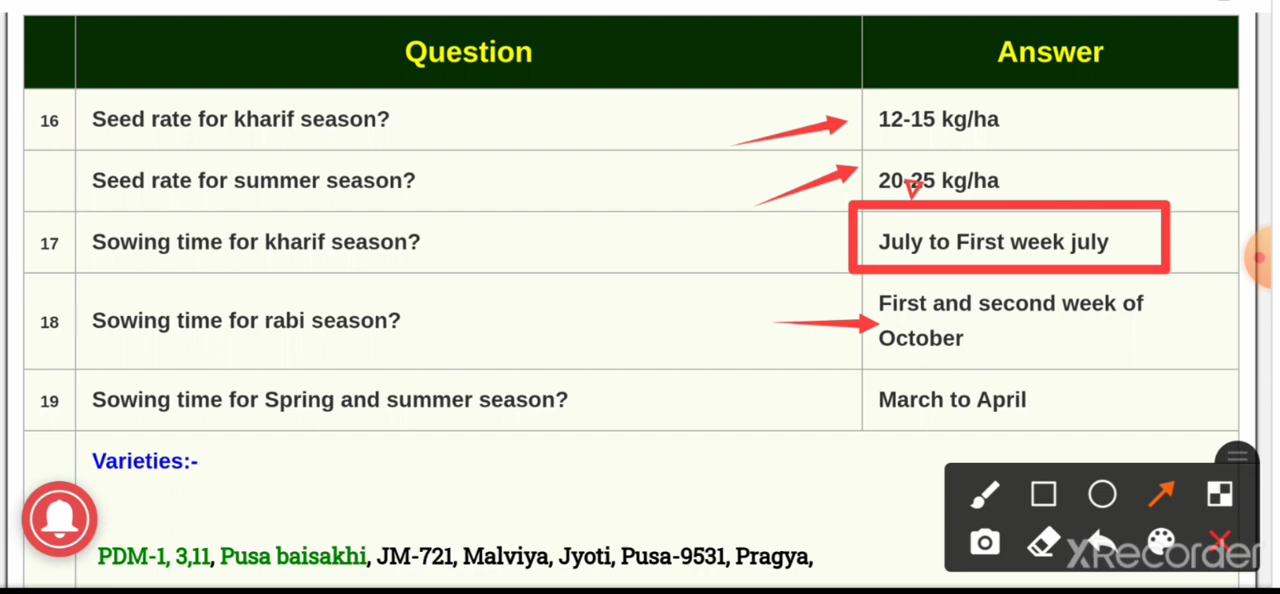 Question Answer
16 Seed rate for kharif season? 12-15 kg/ha
Seed rate for summer season? 20-25 kg/ha
17 Sowing time for kharif season? July to First week july
18 Sowing time for rabi season? First and second week of
October
19 Sowing time for Spring and summer season? March to April
Varieties:-
PDM-1, 3,11, Pusa baisakhi, JM-721, Malviya, Jyoti, Pusa-9531, Pragya,
XRecorder